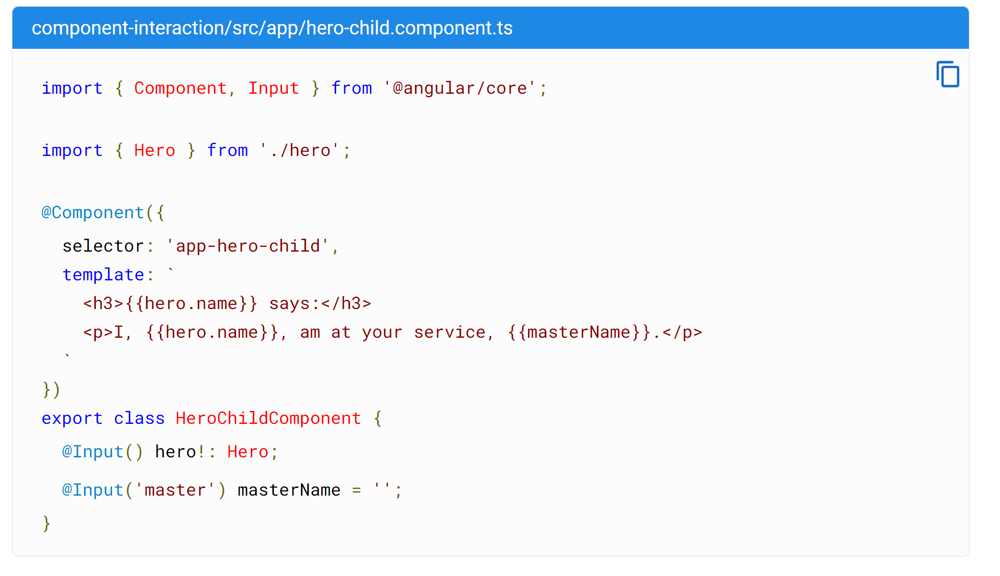 component-interaction/src/app/hero-child.component.ts
import { Component, Input } from '@angular/core';
import { Hero } from './hero';
@Component({
  selector: 'app-hero-child',
  template: `
    <h3>{{hero.name}} says:</h3>
    <p>I, {{hero.name}}, am at your service, {{masterName}}.</p>
  `
})
export class HeroChildComponent {
  @Input() hero!: Hero;
  @Input('master') masterName = '';
}